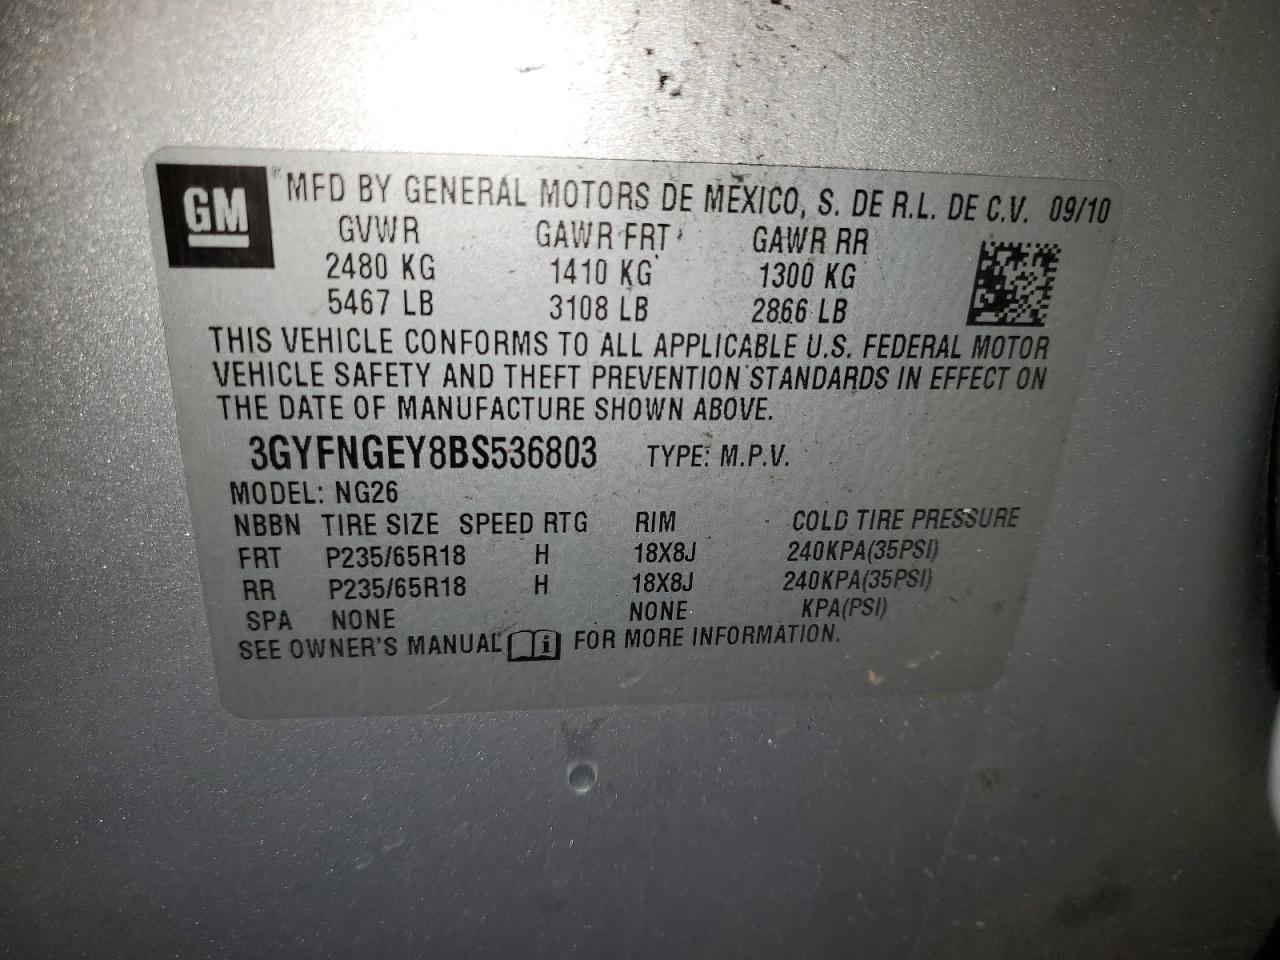 GM ® MFD BY GENERAL MOTORS DE MEXICO, S. DE R.L. DE C.V. 09/10
GVWR GAWR FRT GAWR RR
2480 KG 1410 KG 1300 KG
5467 LB 3108 LB 2866 LB
THIS VEHICLE CONFORMS TO ALL APPLICABLE U.S. FEDERAL MOTOR
VEHICLE SAFETY AND THEFT PREVENTION STANDARDS IN EFFECT ON
THE DATE OF MANUFACTURE SHOWN ABOVE.
3GYFNGEY8BS536803 TYPE: M.P.V.
MODEL: NG26
NBBN TIRE SIZE SPEED RTG RIM COLD TIRE PRESSURE
FRT P235/65R18 H 18X8J 240KPA(35PSI)
RR P235/65R18 H 18X8J 240KPA(35PSI)
SPA NONE NONE KPA(PSI)
SEE OWNER'S MANUAL i FOR MORE INFORMATION.